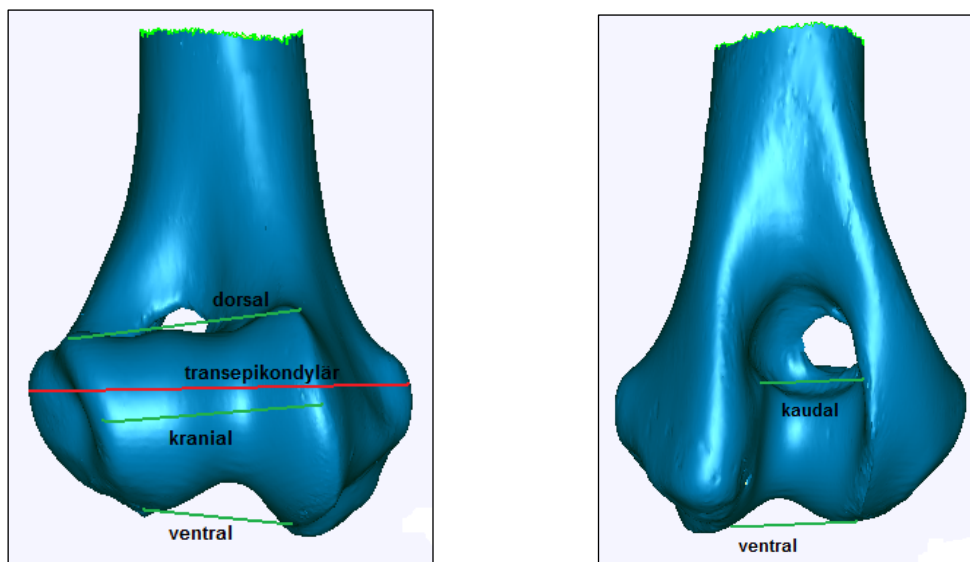 dorsal
transepikondylär
kranial
ventral
kaudal
ventral